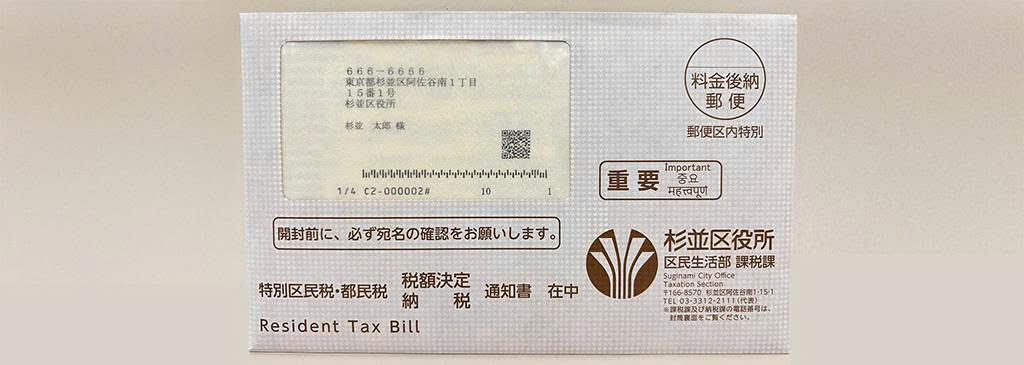 666-6666
東京都杉並区阿佐谷南1丁目
15番1号
杉並区役所
杉並 太郎 様
1/4 C2-000002# 10 1
料金後納
郵便
郵便区内特別
重要
Important
중요
महत्त्वपूर्ण
開封前に、必ず宛名の確認をお願いします。
特別区民税・都民税 税額決定 納税 通知書 在中
Resident Tax Bill
杉並区役所
区民生活部 課税課
Suginami City Office
Taxation Section
〒166-8570 杉並区阿佐谷南1-15-1
TEL 03-3312-2111(代表)
※課税課及び納税課の電話番号は、
封筒裏面をご覧ください。